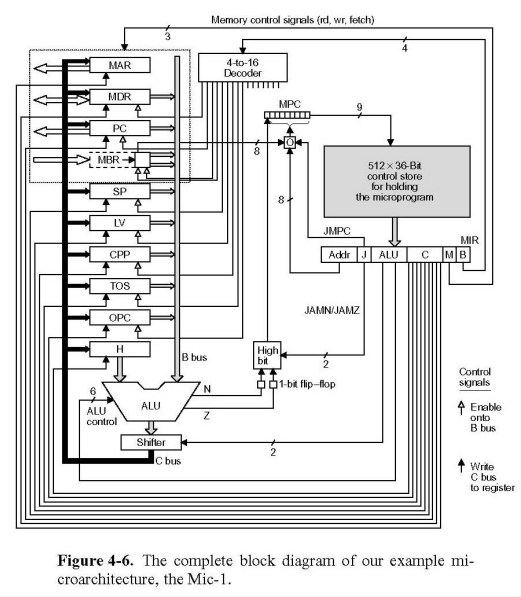 Memory control signals (rd, wr, fetch)
3
4
MAR
MDR
PC
MBR
SP
LV
CPP
TOS
OPC
H
4-to-16
Decoder
MPC
9
8
O
8
512 × 36-Bit
control store
for holding
the microprogram
JMPC
MIR
Addr J ALU C M B
JAMN/JAMZ
2
High
bit
1-bit flip–flop
B bus
6
ALU
control
ALU
N
Z
Shifter
C bus
2
Control
signals
Enable
onto
B bus
Write
C bus
to register
Figure 4-6. The complete block diagram of our example mi-
croarchitecture, the Mic-1.